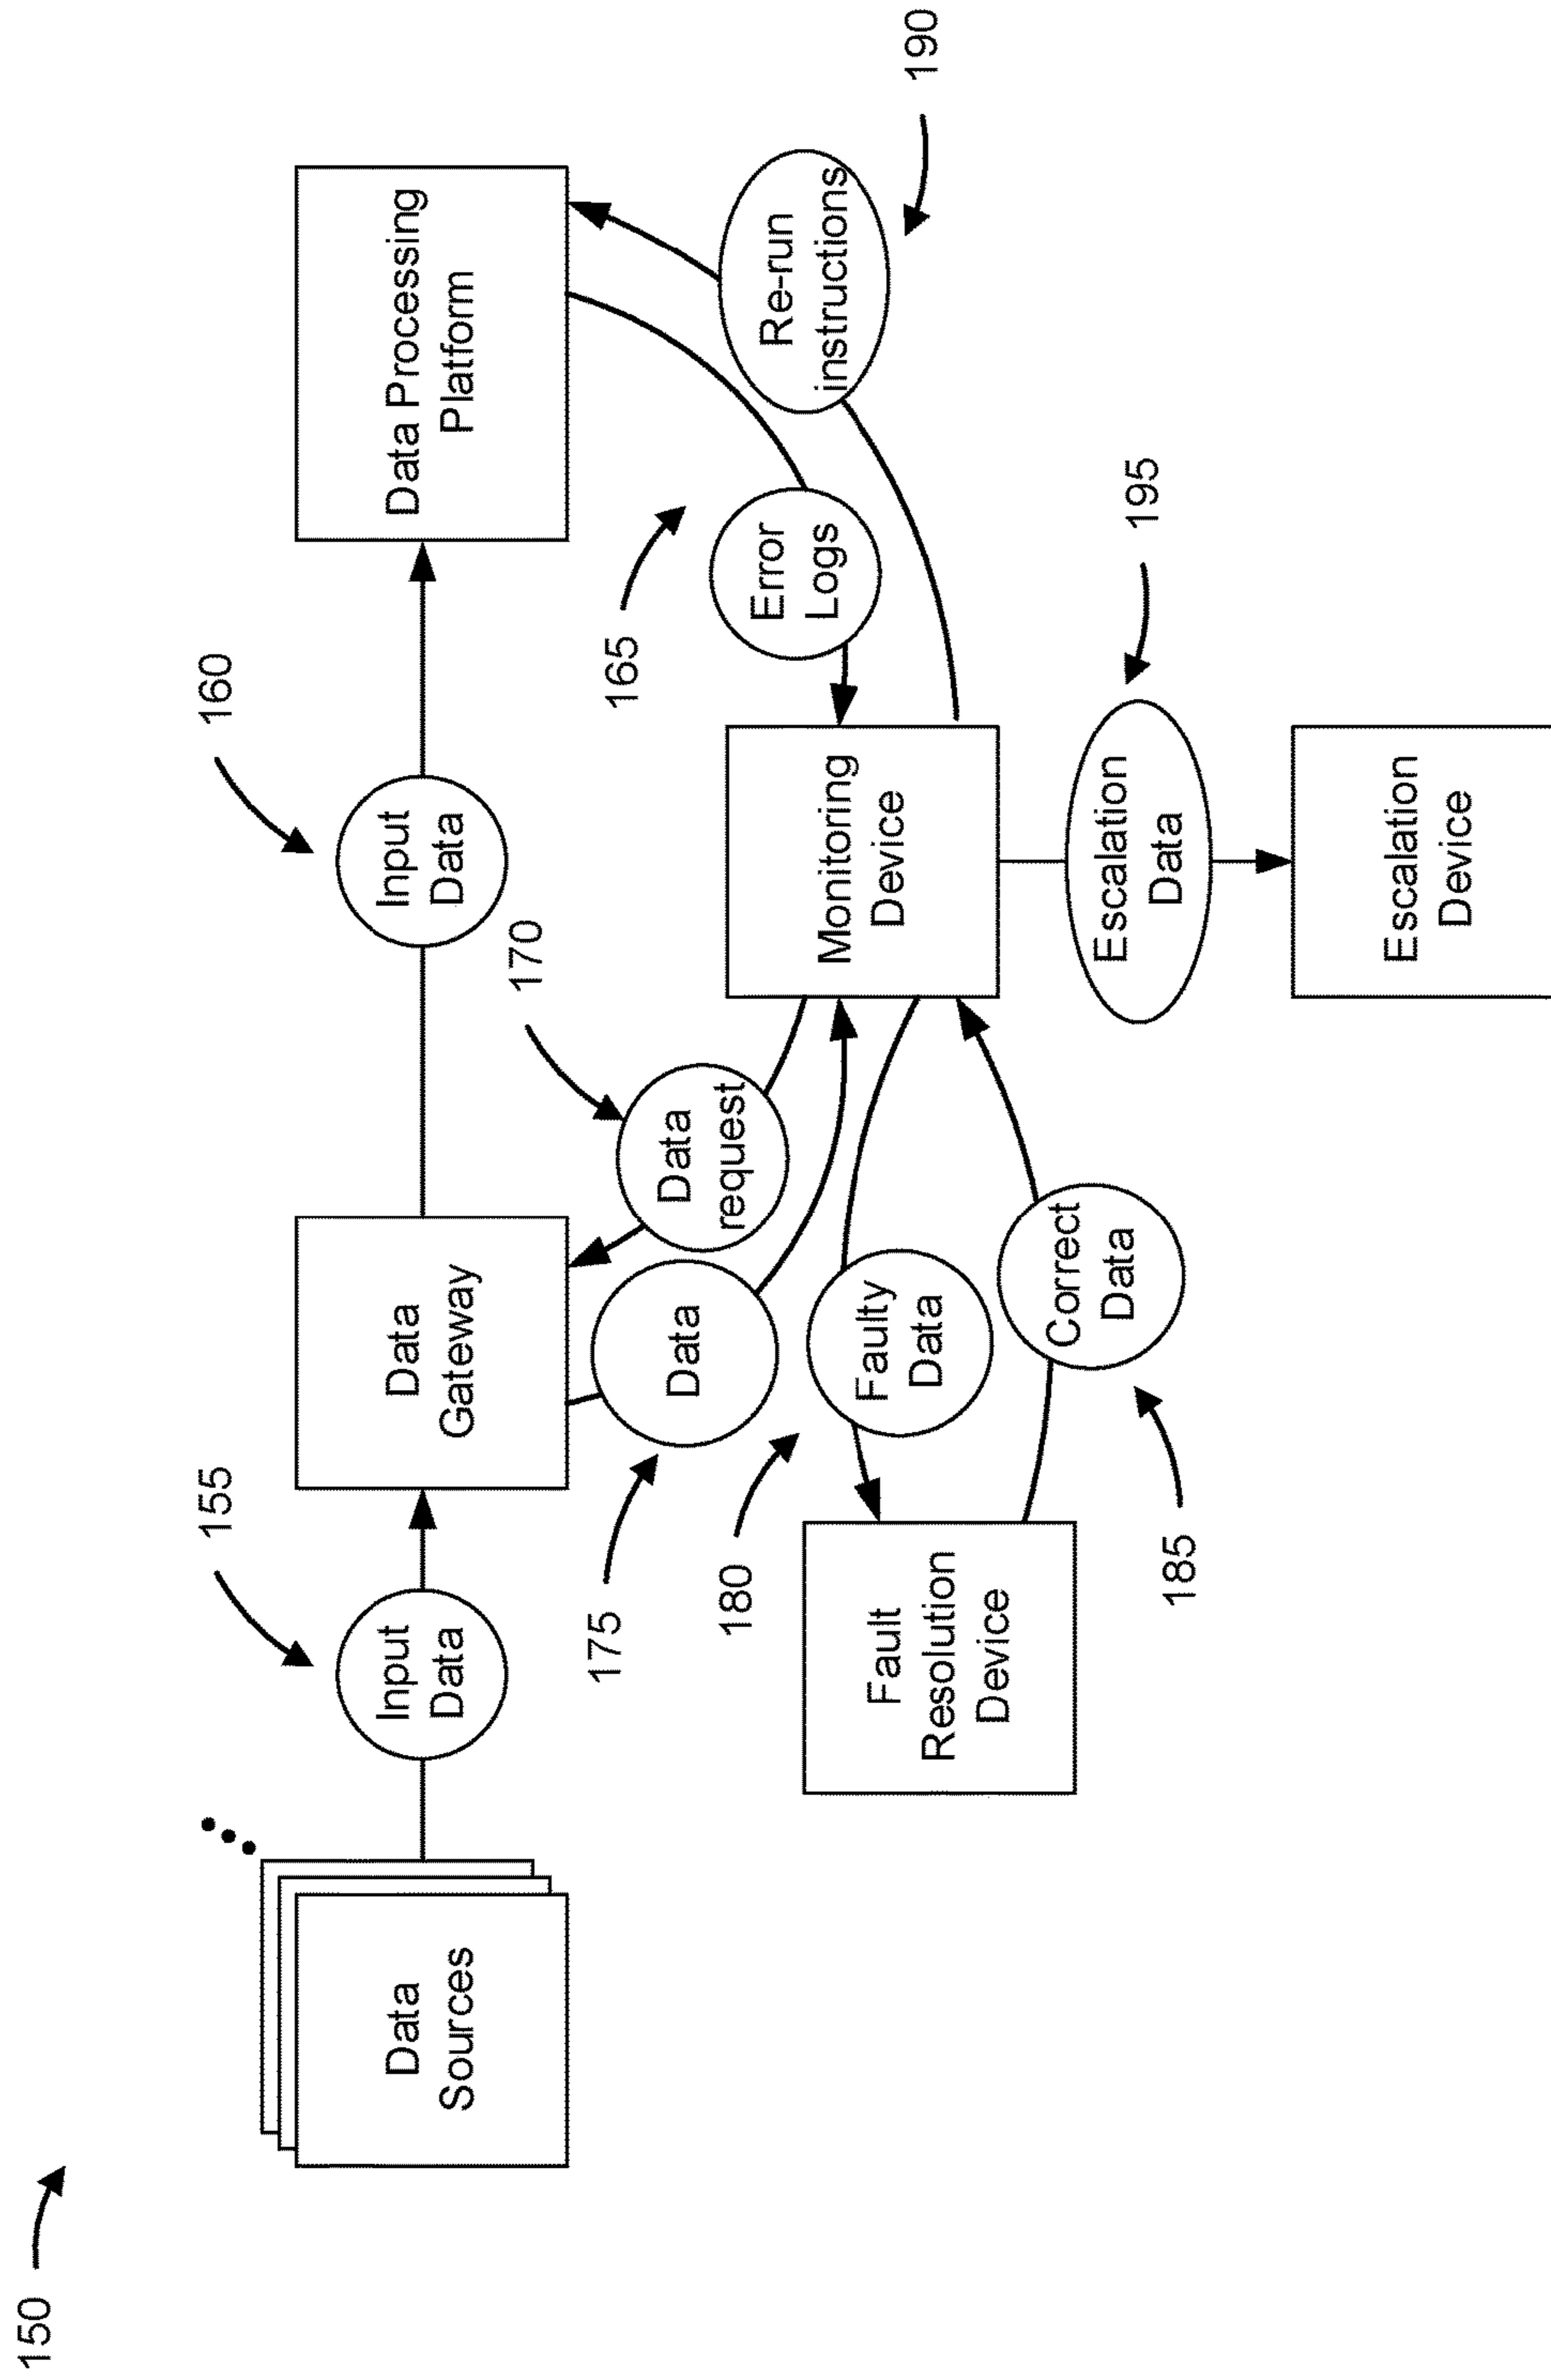 150
155
160
Data
Sources
Input
Data
Data
Gateway
Input
Data
Data Processing
Platform
175
Data
170
Data
request
165
Error
Logs
Re-run
instructions
190
180
Faulty
Data
Monitoring
Device
Fault
Resolution
Device
Correct
Data
185
Escalation
Data
195
Escalation
Device